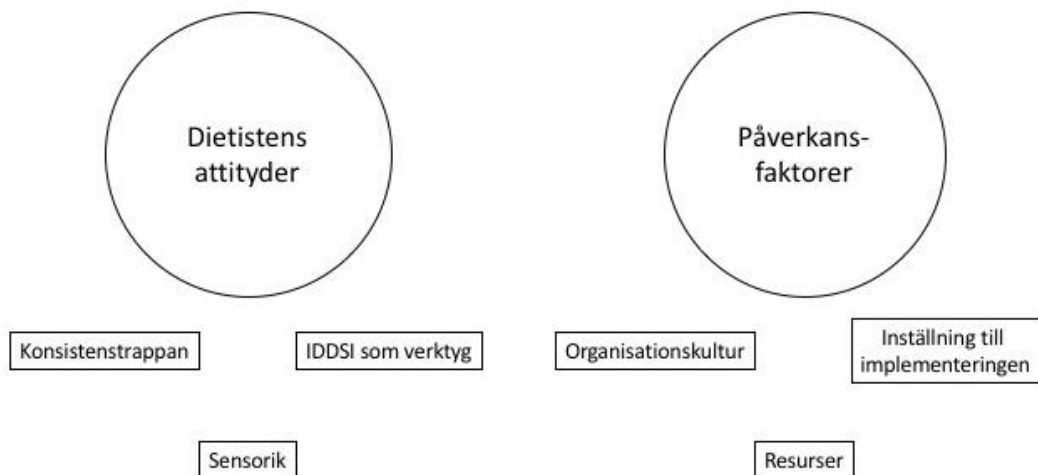 Dietistens
attityder
Påverkans-
faktorer
Konsistenstrappan
IDDSI som verktyg
Organisationskultur
Inställning till
implementeringen
Sensorik
Resurser